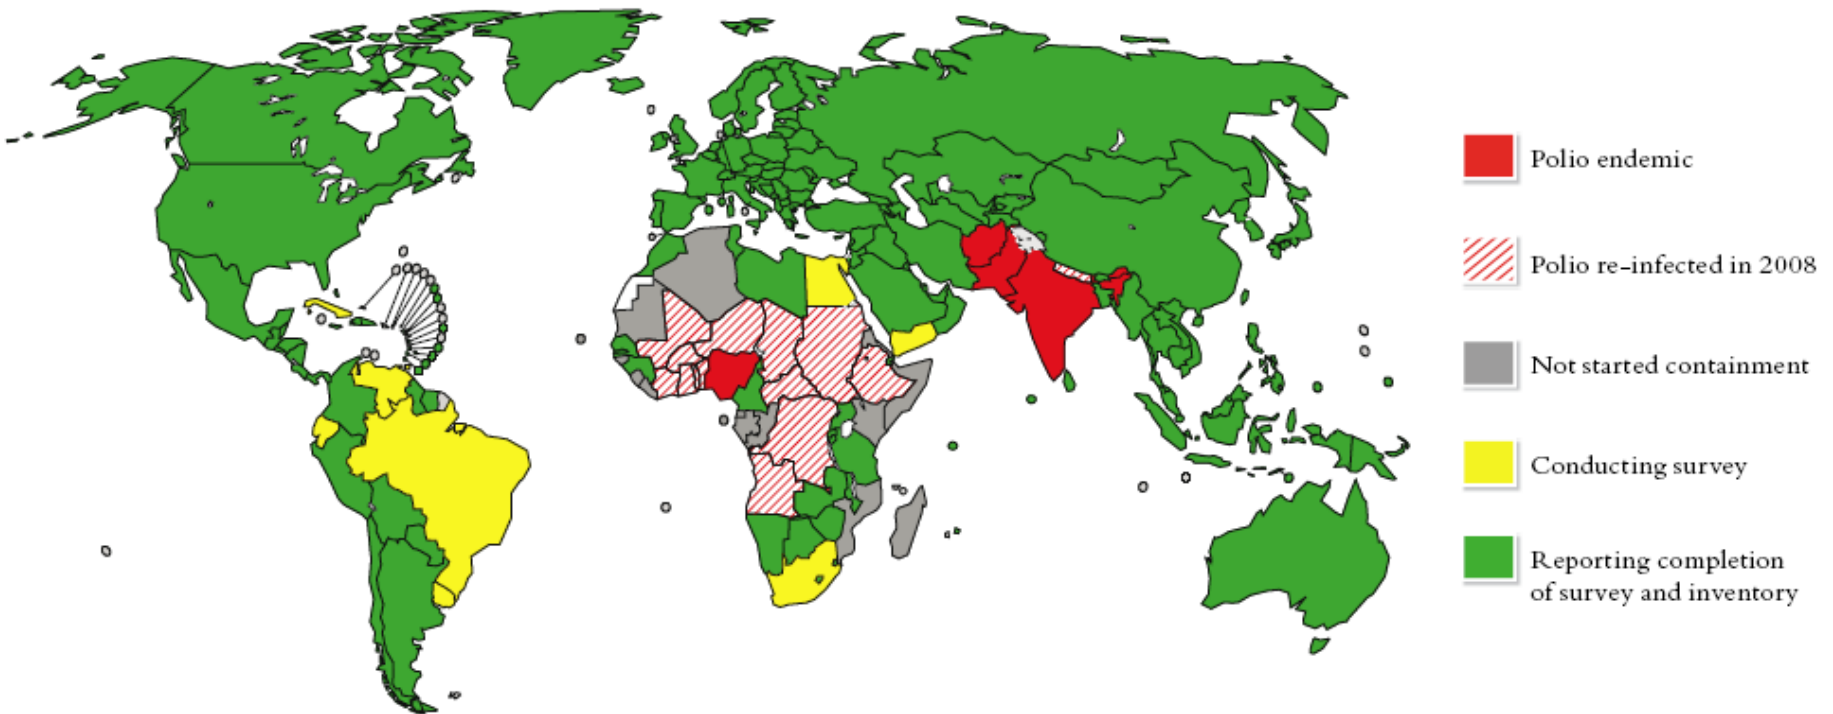 Polio endemic
Polio re-infected in 2008
Not started containment
Conducting survey
Reporting completion
of survey and inventory